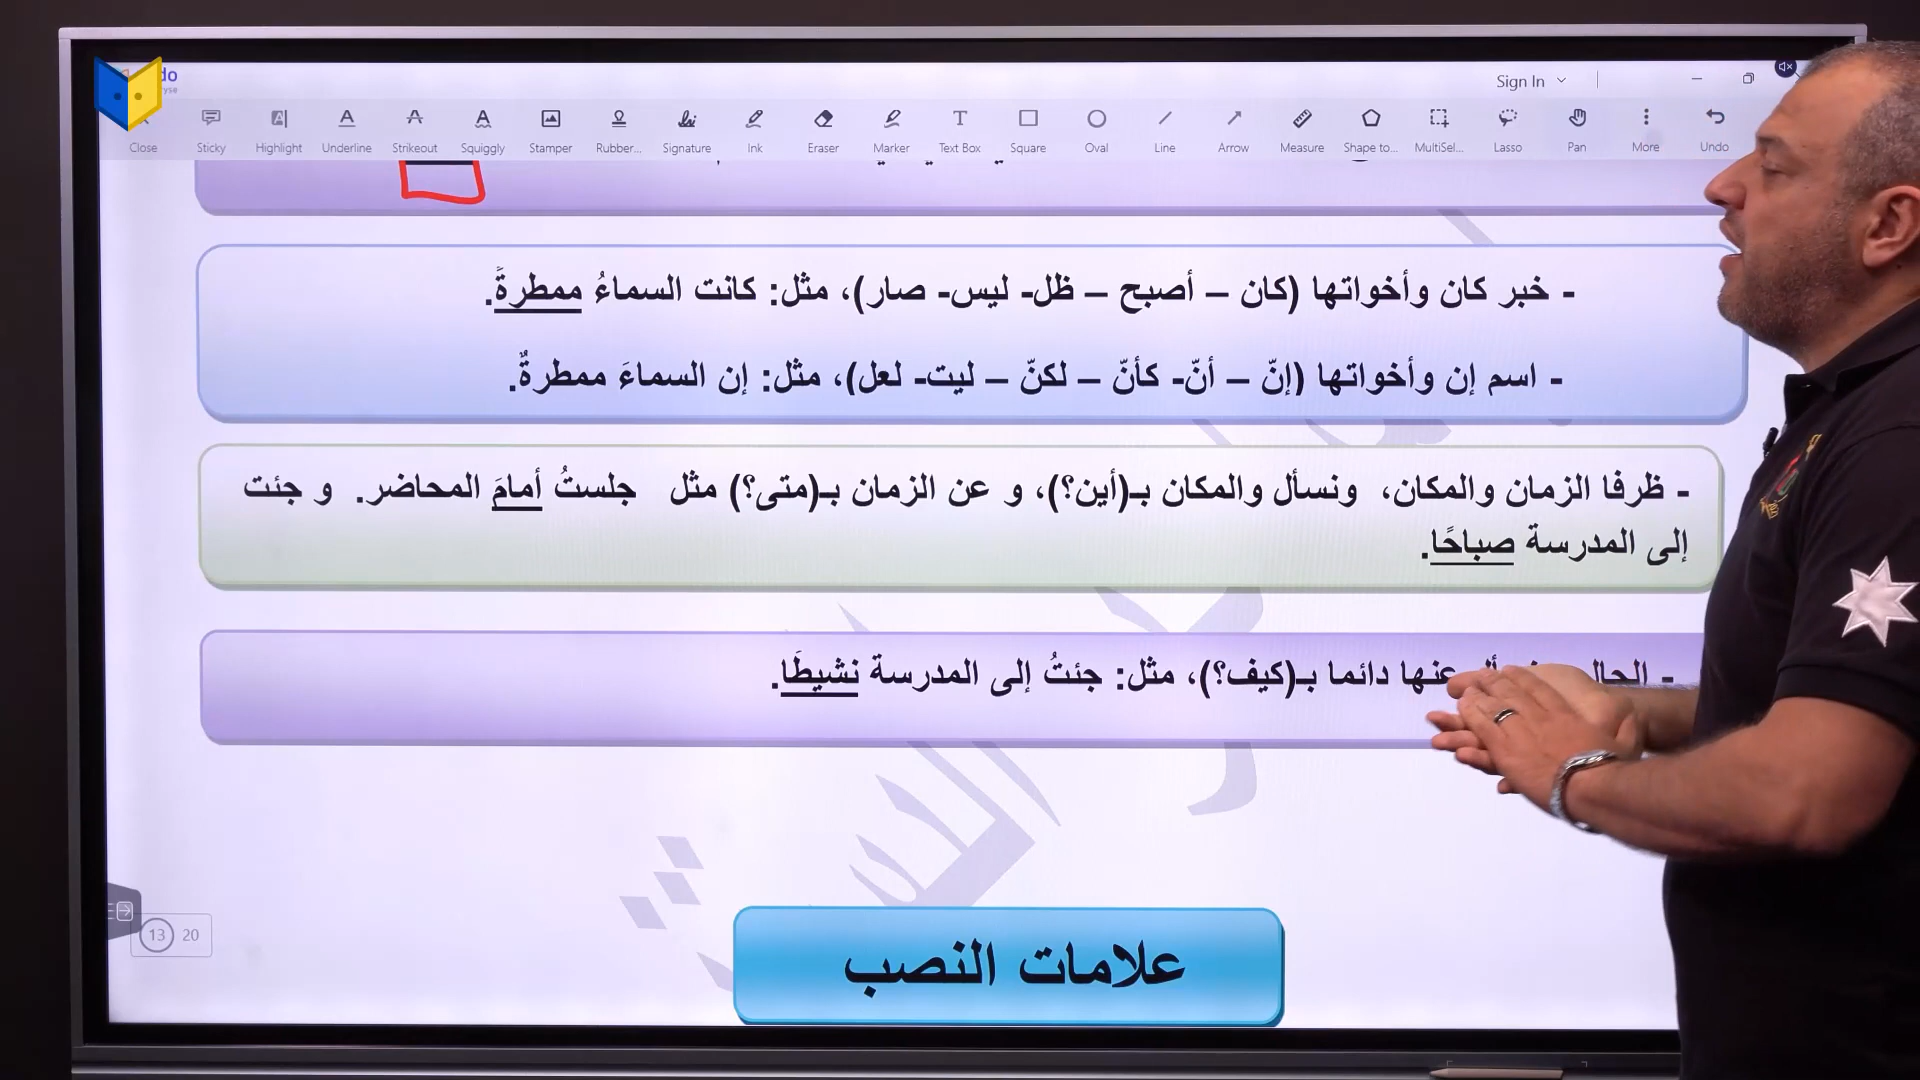 do
Sign In
Close Sticky Highlight Underline Strikeout Squiggly Stamper Rubber... Signature Ink Eraser Marker Text Box Square Oval Line Arrow Measure Shape to... MultiSel... Lasso Pan More Undo
- خبر كان وأخواتها (كان – أصبح – ظل- ليس- صار)، مثل: كانت السماءُ ممطرةً.
- اسم إن وأخواتها (إنّ – أنّ- كأنّ – لكنّ – ليت- لعل)، مثل: إن السماءَ ممطرةٌ.
- ظرفا الزمان والمكان، ونسأل والمكان بـ(أين؟)، و عن الزمان بـ(متى؟) مثل جلستُ أمامَ المحاضر. و جئت
إلى المدرسة صباحًا.
- الحال عنها دائما بـ(كيف؟)، مثل: جئتُ إلى المدرسة نشيطًا.
13 20
علامات النصب